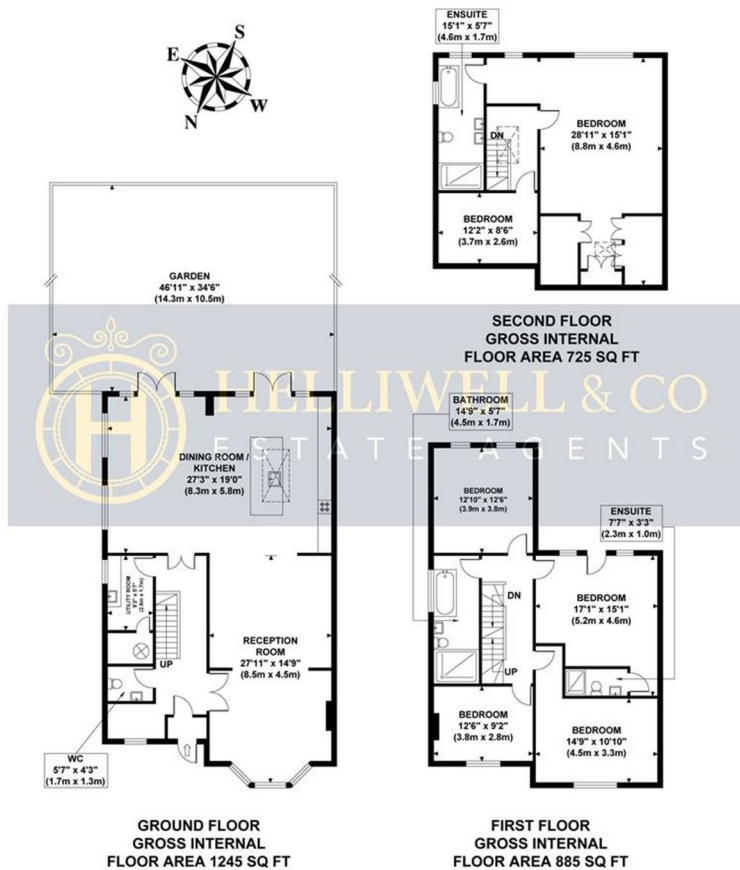 ENSUITE
15'1" x 5'7"
(4.6m x 1.7m)
S
E
W
N
DN
BEDROOM
28'11" x 15'1"
(8.8m x 4.6m)
BEDROOM
12'2" x 8'6"
(3.7m x 2.6m)
GARDEN
46'11" x 34'6"
(14.3m x 10.5m)
SECOND FLOOR
GROSS INTERNAL
FLOOR AREA 725 SQ FT
H
HELLIWELL & CO
ESTATE AGENTS
BATHROOM
14'9" x 5'7"
(4.5m x 1.7m)
DINING ROOM /
KITCHEN
27'3" x 19'0"
(8.3m x 5.8m)
BEDROOM
12'10" x 12'6"
(3.9m x 3.8m)
ENSUITE
7'7" x 3'3"
(2.3m x 1.0m)
UTILITY ROOM
9'2" x 5'7"
(2.8m x 1.7m)
UP
RECEPTION
ROOM
27'11" x 14'9"
(8.5m x 4.5m)
DN
UP
BEDROOM
17'1" x 15'1"
(5.2m x 4.6m)
BEDROOM
12'6" x 9'2"
(3.8m x 2.8m)
BEDROOM
14'9" x 10'10"
(4.5m x 3.3m)
WC
5'7" x 4'3"
(1.7m x 1.3m)
GROUND FLOOR
GROSS INTERNAL
FLOOR AREA 1245 SQ FT
FIRST FLOOR
GROSS INTERNAL
FLOOR AREA 885 SQ FT